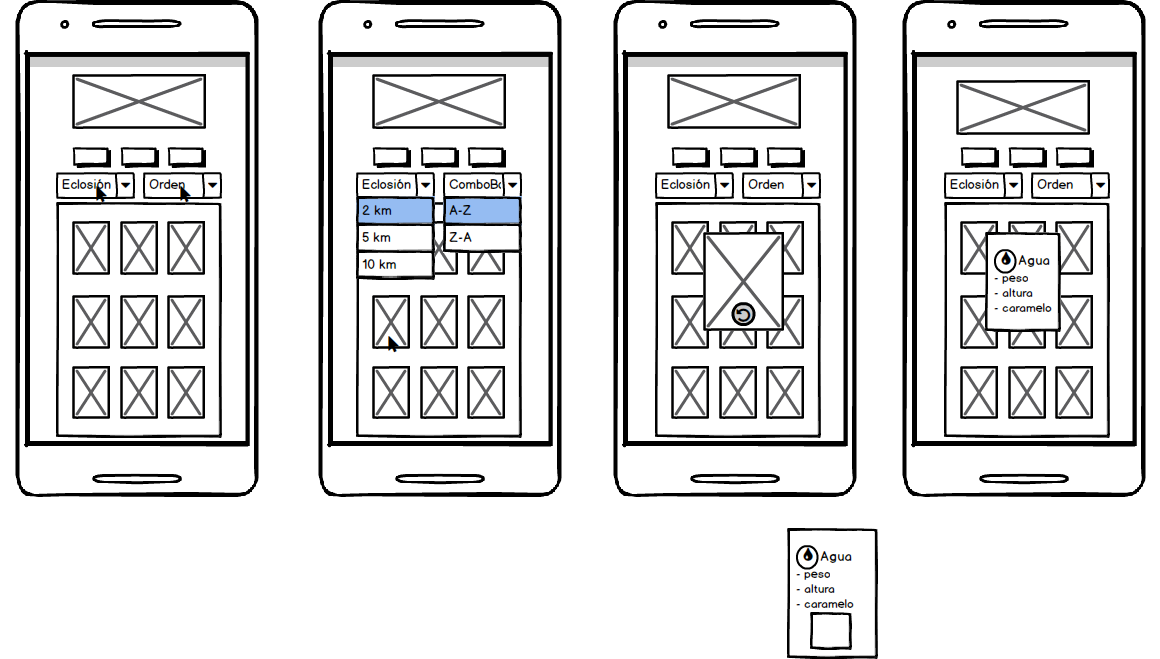 Eclosión
Orden
Eclosión
ComboBo
2 km
A-Z
5 km
Z-A
10 km
Eclosión
Orden
Eclosión
Orden
Agua
- peso
- altura
- caramelo
Agua
- peso
- altura
- caramelo